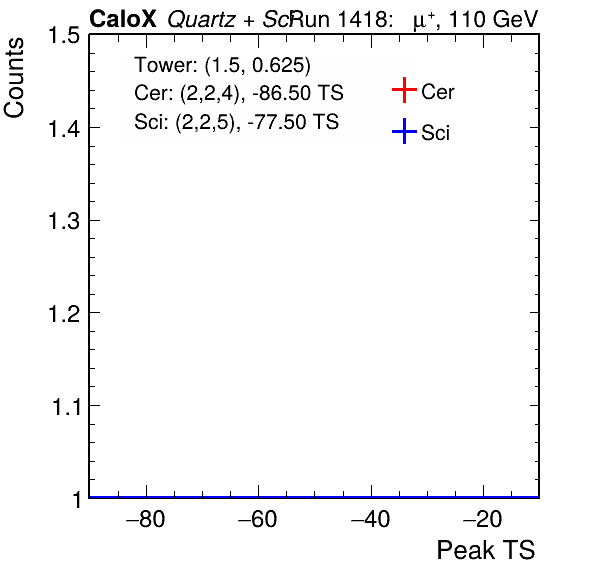 CaloX Quartz + Sci Run 1418: μ⁺, 110 GeV
Counts
1.5
Tower: (1.5, 0.625)
Cer: (2,2,4), -86.50 TS
Sci: (2,2,5), -77.50 TS
Cer
Sci
1.4
1.3
1.2
1.1
1
−80 −60 −40 −20
Peak TS